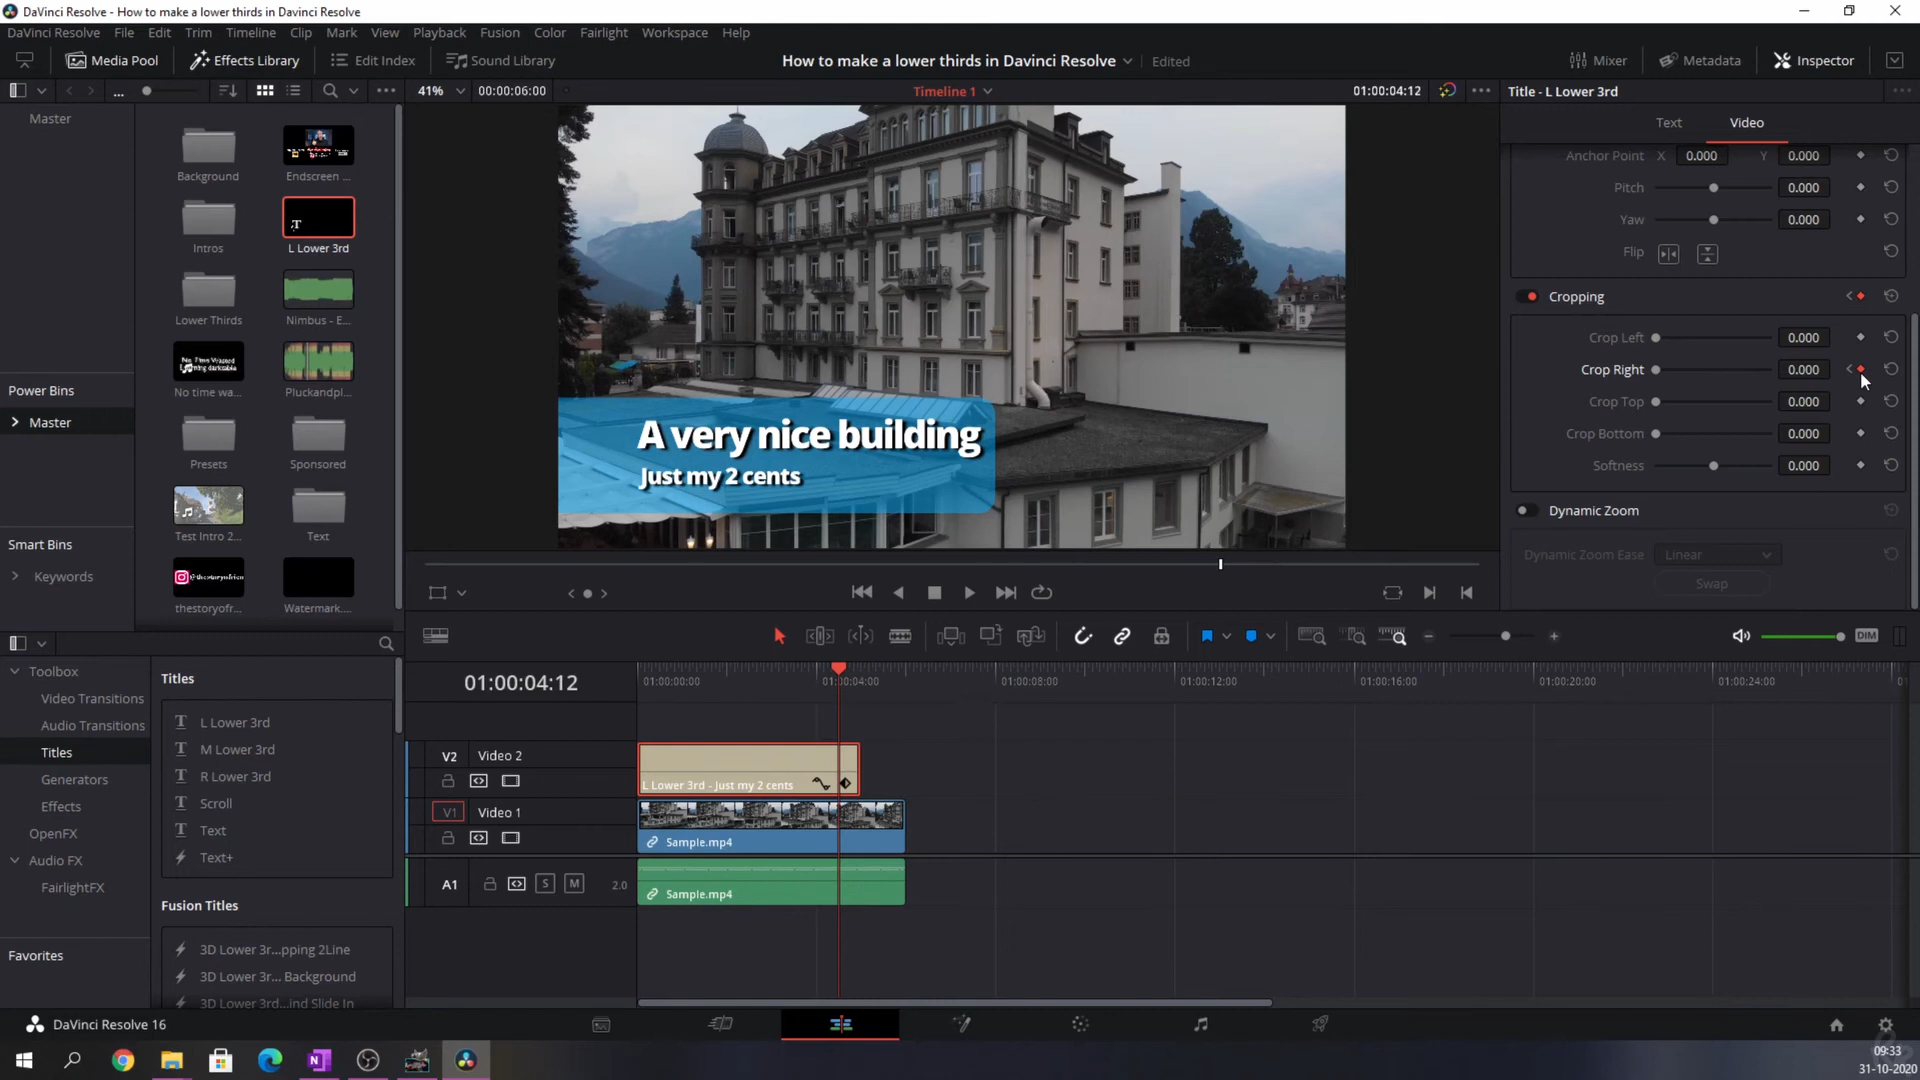 DaVinci Resolve - How to make a lower thirds in Davinci Resolve
DaVinci Resolve File Edit Trim Timeline Clip Mark View Playback Fusion Color Fairlight Workspace Help
Media Pool Effects Library Edit Index Sound Library How to make a lower thirds in Davinci Resolve Edited Mixer Metadata Inspector
... 41% 00:00:06:00 Timeline 1 01:00:04:12 Title - L Lower 3rd
Master
Background
Endscreen ...
Intros
L Lower 3rd
Lower Thirds
Nimbus - E...
No time wa...
Pluckandpl...
Presets
Sponsored
Test Intro 2...
Text
thestoryofr...
Watermark....
Power Bins
Master
Smart Bins
Keywords
A very nice building
Just my 2 cents
Text Video
Anchor Point X 0.000 Y 0.000
Pitch 0.000
Yaw 0.000
Flip
Cropping
Crop Left 0.000
Crop Right 0.000
Crop Top 0.000
Crop Bottom 0.000
Softness 0.000
Dynamic Zoom
Dynamic Zoom Ease Linear
Swap
DIM
Toolbox
Video Transitions
Audio Transitions
Titles
Generators
Effects
OpenFX
Audio FX
FairlightFX
Favorites
Titles
L Lower 3rd
M Lower 3rd
R Lower 3rd
Scroll
Text
Text+
Fusion Titles
3D Lower 3r...pping 2Line
3D Lower 3r... Background
3D Lower 3rd...ind Slide In
01:00:04:12 01:00:00:00 01:00:04:00 01:00:08:00 01:00:12:00 01:00:16:00 01:00:20:00 01:00:24:00
V2 Video 2
L Lower 3rd - Just my 2 cents
V1 Video 1
Sample.mp4
A1 S M 2.0
Sample.mp4
DaVinci Resolve 16
09:33
31-10-2020